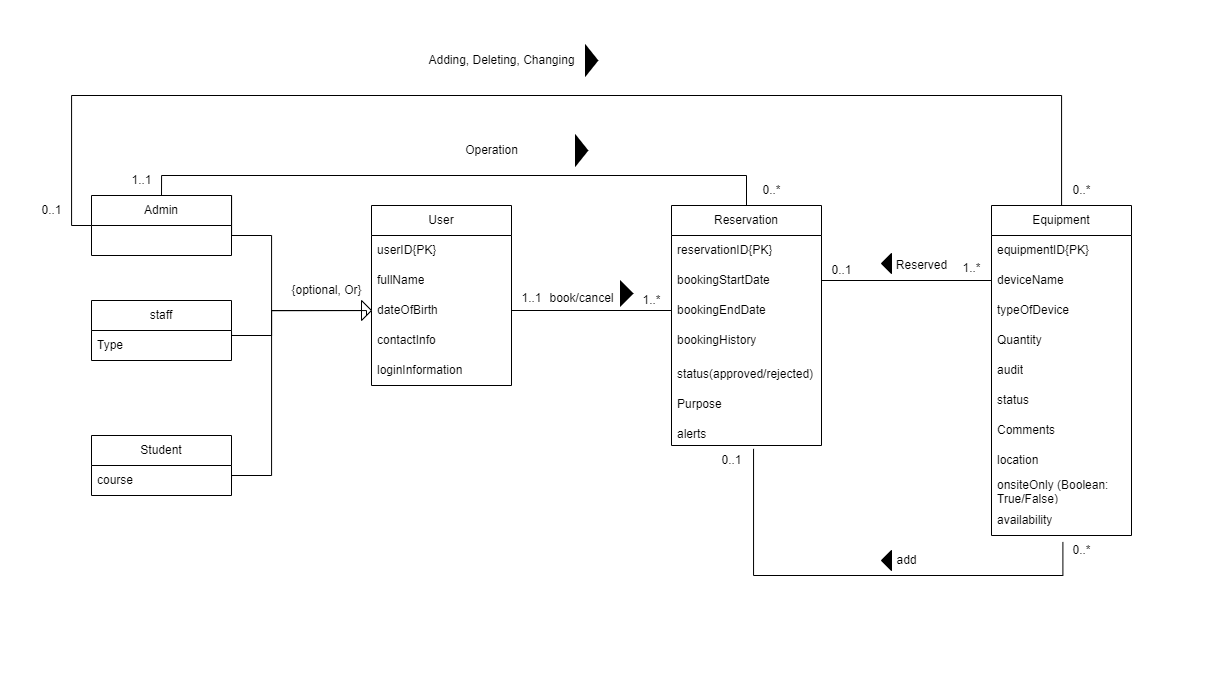 Adding, Deleting, Changing
Operation
1..1
0..*
0..1
0..*
Admin
User
userID{PK}
fullName
dateOfBirth
contactInfo
loginInformation
Reservation
reservationID{PK}
bookingStartDate
bookingEndDate
bookingHistory
status(approved/rejected)
Purpose
alerts
Equipment
equipmentID{PK}
deviceName
typeOfDevice
Quantity
audit
status
Comments
location
onsiteOnly (Boolean:
True/False)
availability
0..1
Reserved
1..*
{optional, Or}
1..1
book/cancel
1..*
staff
Type
Student
course
0..1
0..*
add